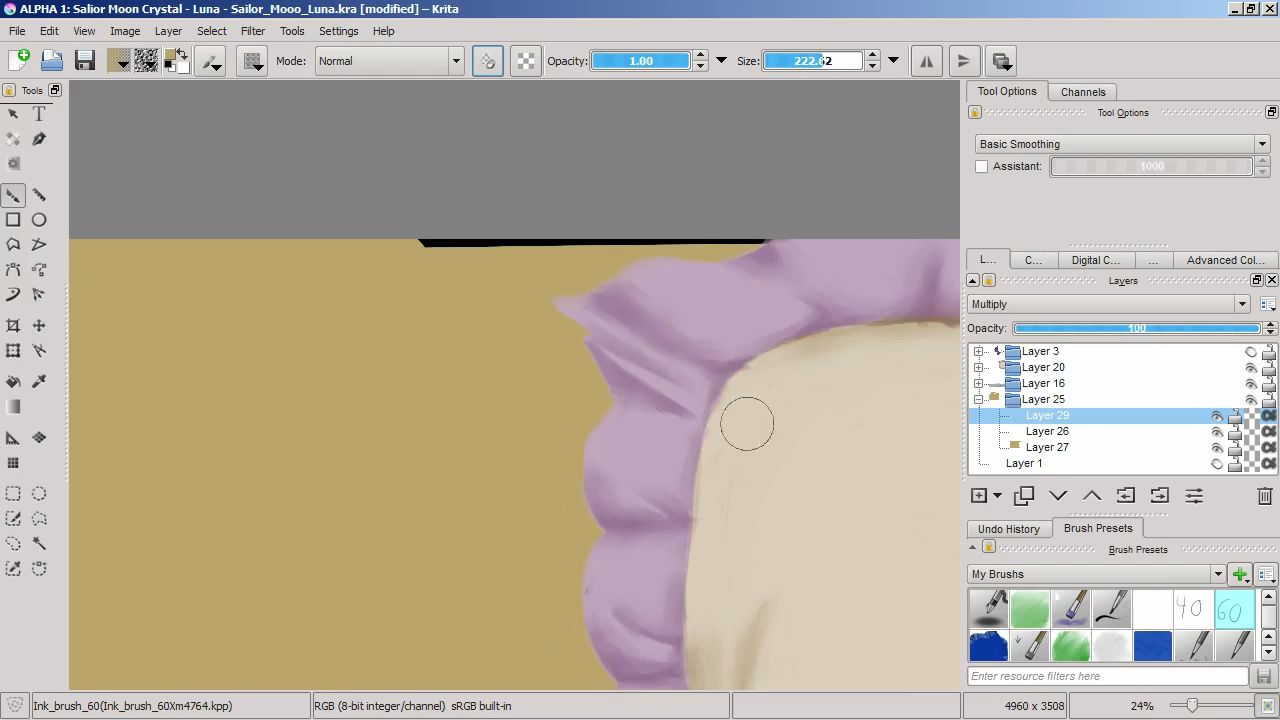 ALPHA 1: Salior Moon Crystal - Luna - Sailor_Mooo_Luna.kra [modified] – Krita
File Edit View Image Layer Select Filter Tools Settings Help
Mode: Normal Opacity: 1.00 Size: 222.62
Tools
Tool Options Channels
Tool Options
Basic Smoothing
Assistant: 1000
L... C... Digital C... ... Advanced Col...
Layers
Multiply
Opacity: 100
Layer 3
Layer 20
Layer 16
Layer 25
Layer 29
Layer 26
Layer 27
Layer 1
Undo History Brush Presets
Brush Presets
My Brushes
40 60
Enter resource filters here
Ink_brush_60(Ink_brush_60Xm4764.kpp) RGB (8-bit integer/channel) sRGB built-in 4960 x 3508 24%